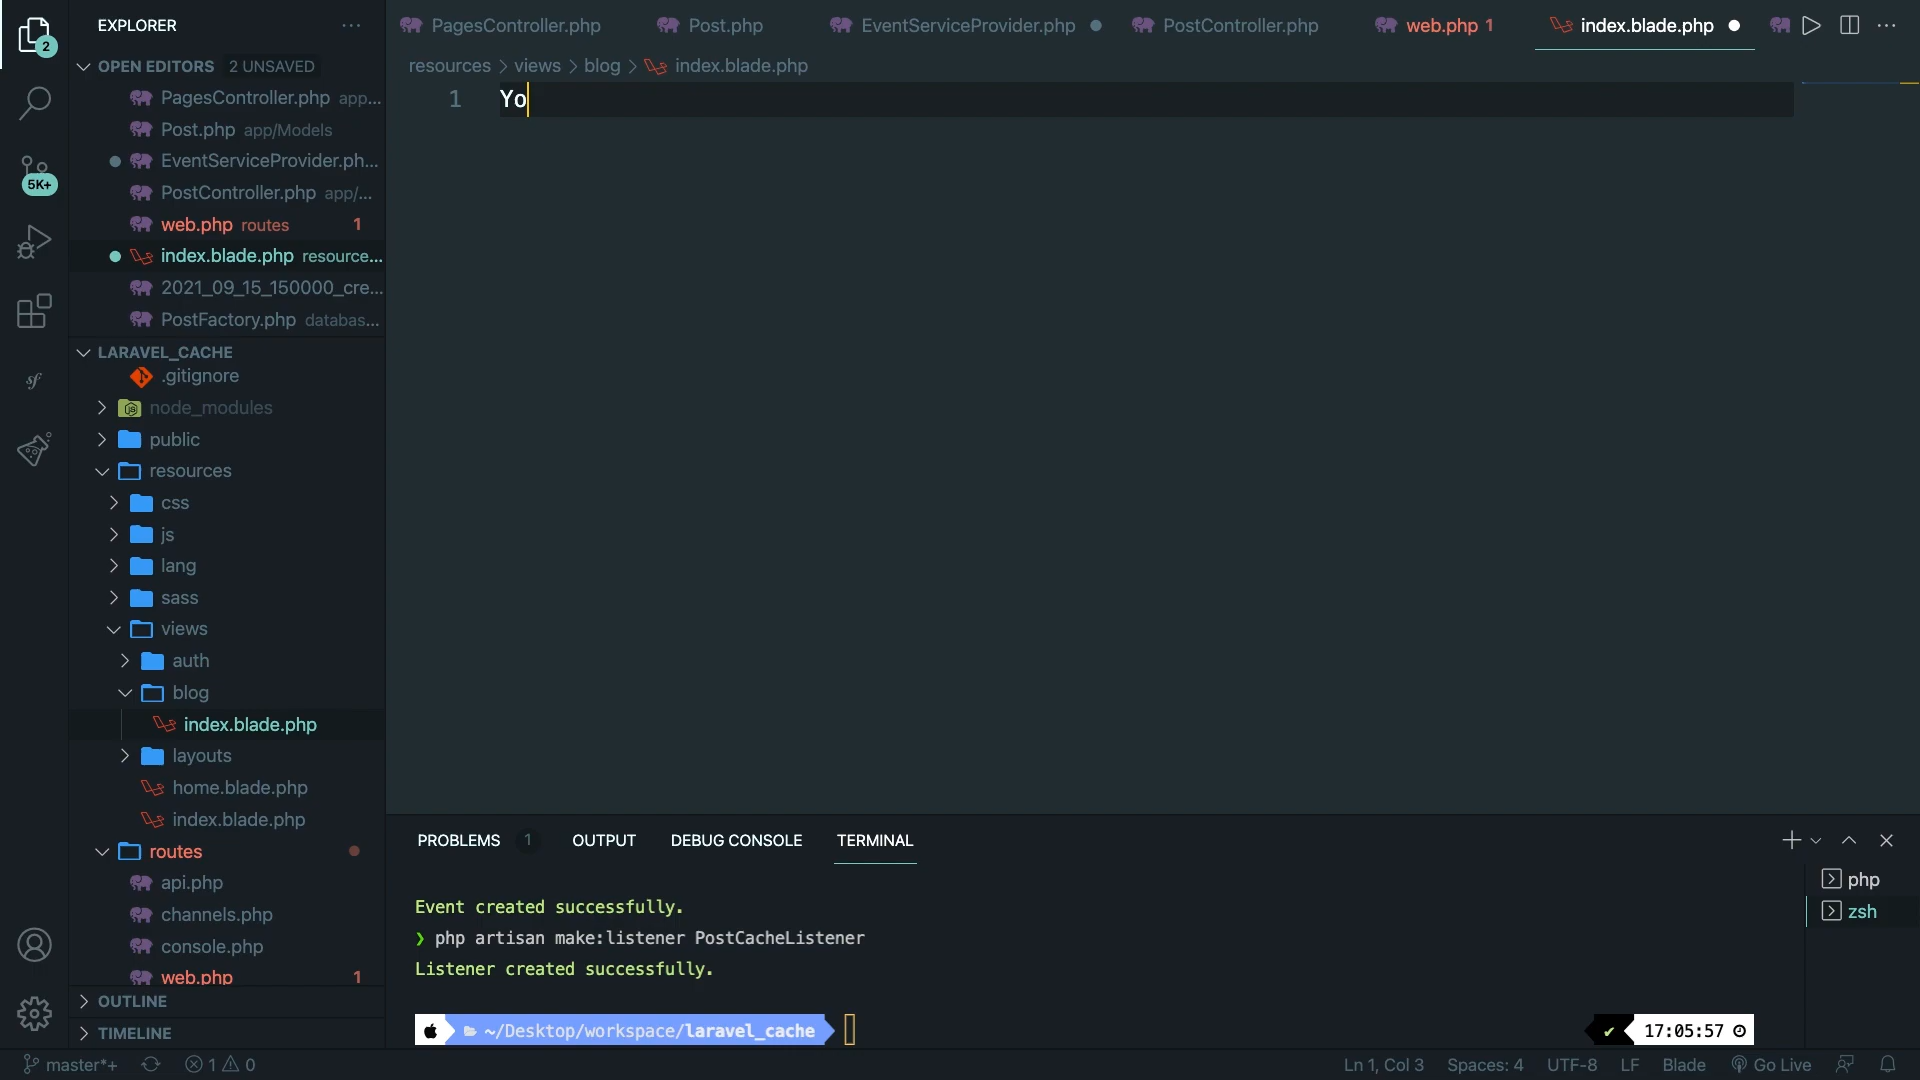 EXPLORER
OPEN EDITORS 2 UNSAVED
PagesController.php app...
Post.php app/Models
EventServiceProvider.ph...
PostController.php app/...
web.php routes 1
index.blade.php resource...
2021_09_15_150000_cre...
PostFactory.php databas...
LARAVEL_CACHE
.gitignore
node_modules
public
resources
css
js
lang
sass
views
auth
blog
index.blade.php
layouts
home.blade.php
index.blade.php
routes
api.php
channels.php
console.php
web.php 1
OUTLINE
TIMELINE
2
5K+
sf
PagesController.php Post.php EventServiceProvider.php PostController.php web.php 1 index.blade.php
resources > views > blog > index.blade.php
1 Yo
PROBLEMS 1 OUTPUT DEBUG CONSOLE TERMINAL
Event created successfully.
❯ php artisan make:listener PostCacheListener
Listener created successfully.
~/Desktop/workspace/laravel_cache
17:05:57
php
zsh
master*+ 1 0 Ln 1, Col 3 Spaces: 4 UTF-8 LF Blade Go Live